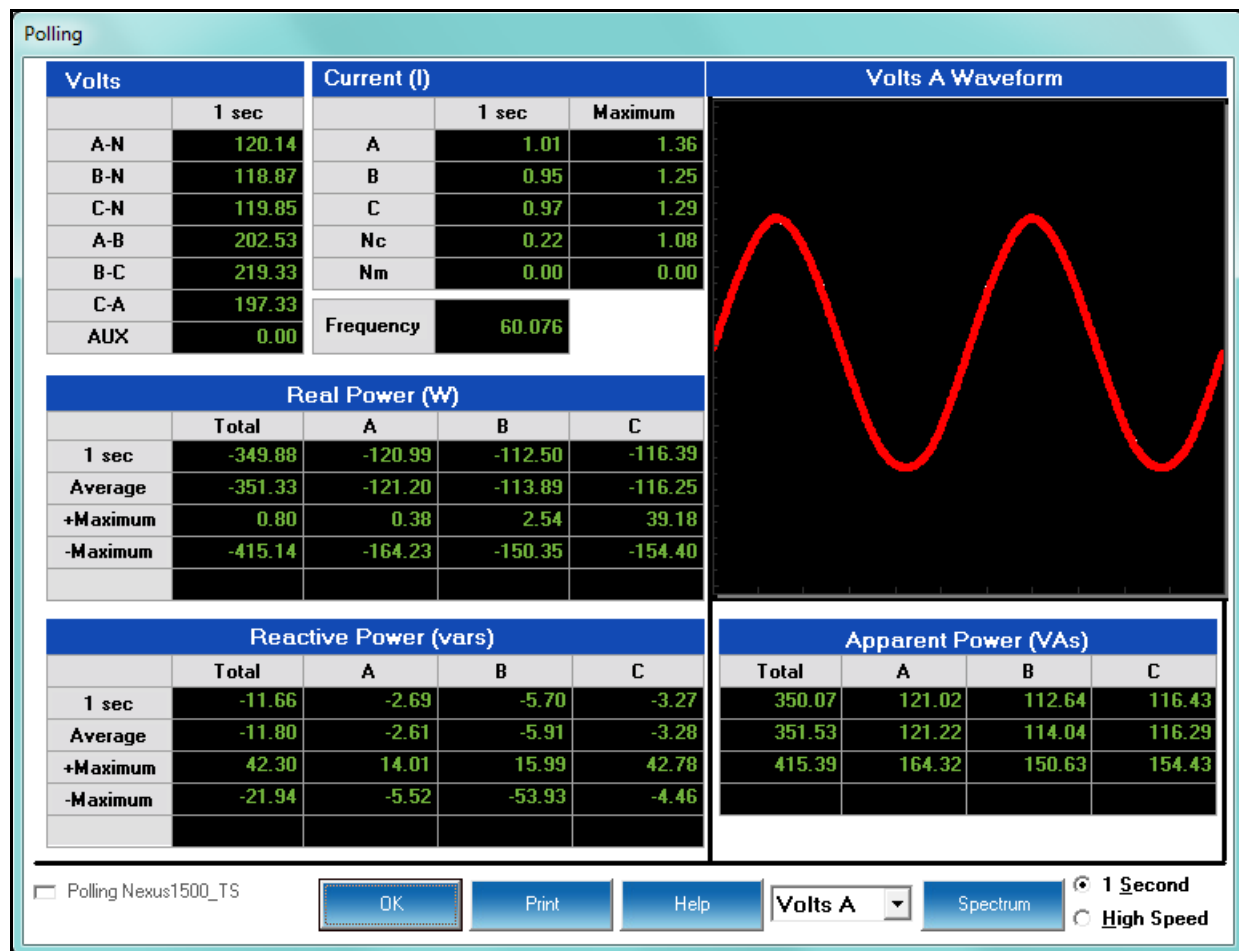 Polling
Volts
1 sec
A-N 120.14
B-N 118.87
C-N 119.85
A-B 202.53
B-C 219.33
C-A 197.33
AUX 0.00
Current (I)
1 sec Maximum
A 1.01 1.36
B 0.95 1.25
C 0.97 1.29
Nc 0.22 1.08
Nm 0.00 0.00
Frequency 60.076
Volts A Waveform
Real Power (W)
Total A B C
1 sec -349.88 -120.99 -112.50 -116.39
Average -351.33 -121.20 -113.89 -116.25
+Maximum 0.80 0.38 2.54 39.18
-Maximum -415.14 -164.23 -150.35 -154.40
Reactive Power (vars)
Total A B C
1 sec -11.66 -2.69 -5.70 -3.27
Average -11.80 -2.61 -5.91 -3.28
+Maximum 42.30 14.01 15.99 42.78
-Maximum -21.94 -5.52 -53.93 -4.46
Apparent Power (VAs)
Total A B C
350.07 121.02 112.64 116.43
351.53 121.22 114.04 116.29
415.39 164.32 150.63 154.43
Polling Nexus1500_TS
OK
Print
Help
Volts A
Spectrum
1 Second
High Speed